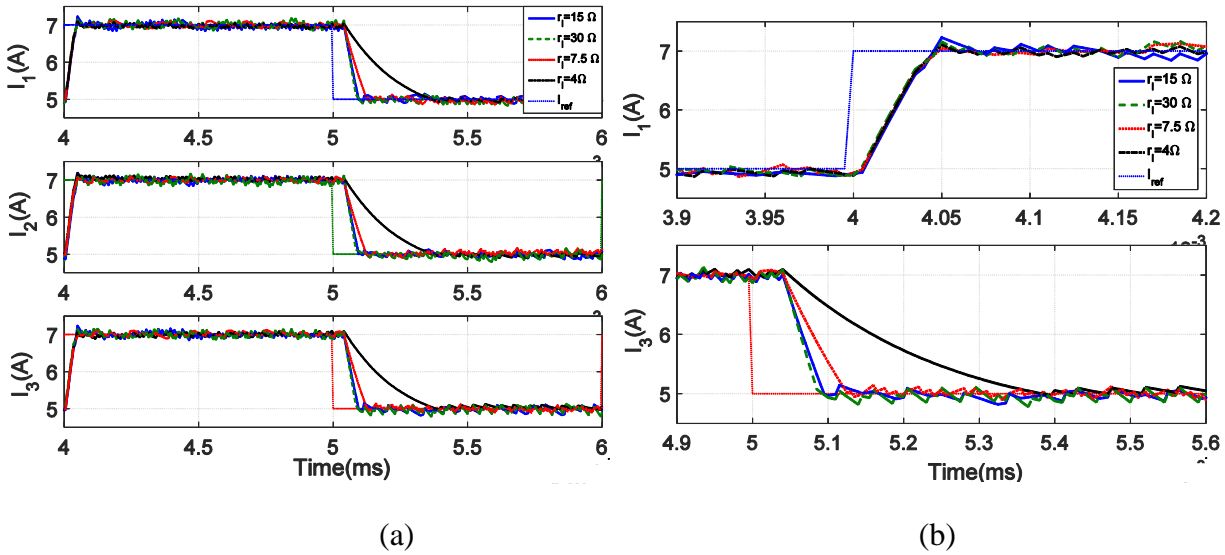 I1(A)
7
6
5
4 4.5 5 5.5 6
rl=15 Ω
rl=30 Ω
rl=7.5 Ω
rl=4Ω
Iref
I2(A)
7
6
5
4 4.5 5 5.5 6
I3(A)
7
6
5
4 4.5 5 5.5 6
Time(ms)
(a)
I1(A)
7
6
5
3.9 3.95 4 4.05 4.1 4.15 4.2
rl=15 Ω
rl=30 Ω
rl=7.5 Ω
rl=4Ω
Iref
I3(A)
7
6
5
4.9 5 5.1 5.2 5.3 5.4 5.5 5.6
Time(ms)
(b)